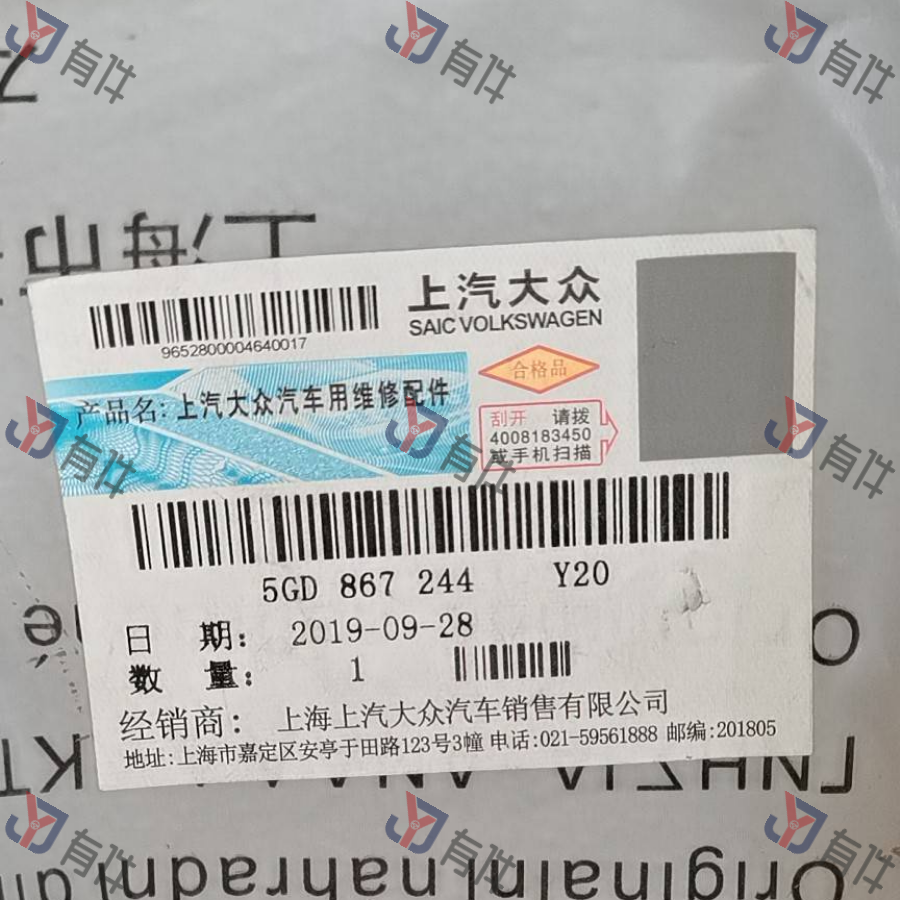 有件
有件
有件
上海市
上汽大众
SAIC VOLKSWAGEN
9652800004640017
合格品
产品名: 上汽大众汽车用维修配件
刮开 请拨
4008183450
或手机扫描
有件
有件
有件
5GD 867 244 Y20
日 期: 2019-09-28
数 量: 1
经销商: 上海上汽大众汽车销售有限公司
地址:上海市嘉定区安亭于田路123号3幢 电话:021-59561888 邮编:201805
有件
有件
有件
Originalni nahradni